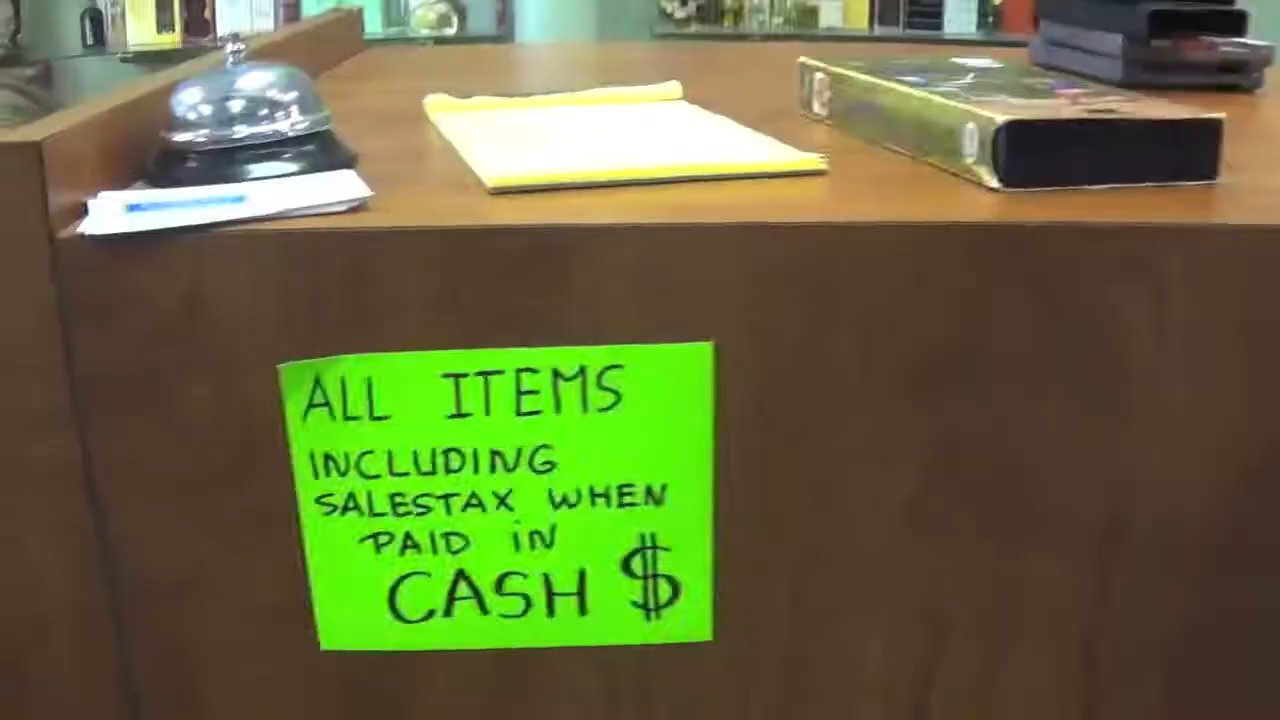 ALL ITEMS
INCLUDING
SALESTAX WHEN
PAID iN
CASH $